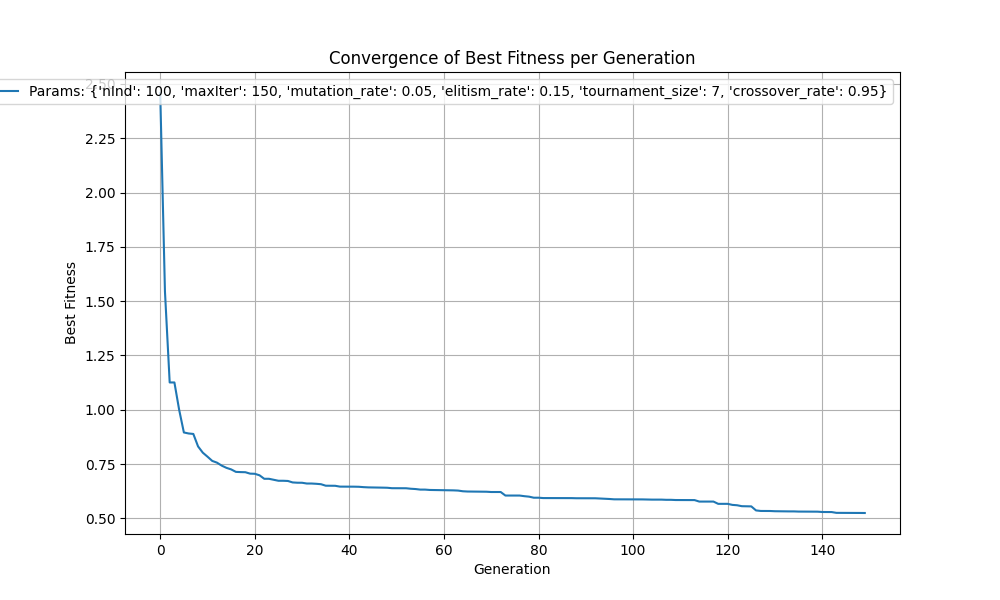 Convergence of Best Fitness per Generation
Params: {'nInd': 100, 'maxIter': 150, 'mutation_rate': 0.05, 'elitism_rate': 0.15, 'tournament_size': 7, 'crossover_rate': 0.95}
2.50
2.25
2.00
1.75
1.50
1.25
1.00
0.75
0.50
Best Fitness
0 20 40 60 80 100 120 140
Generation